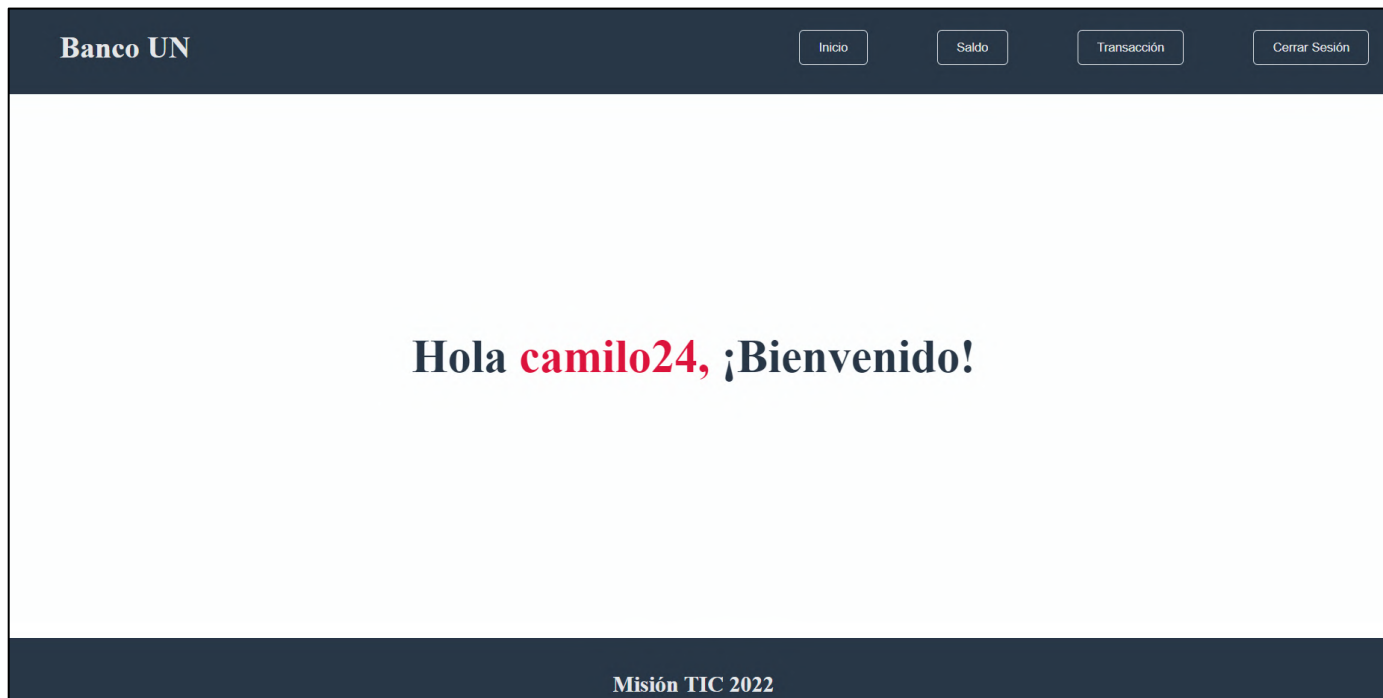 Banco UN
Inicio
Saldo
Transacción
Cerrar Sesión
Hola camilo24, ¡Bienvenido!
Misión TIC 2022